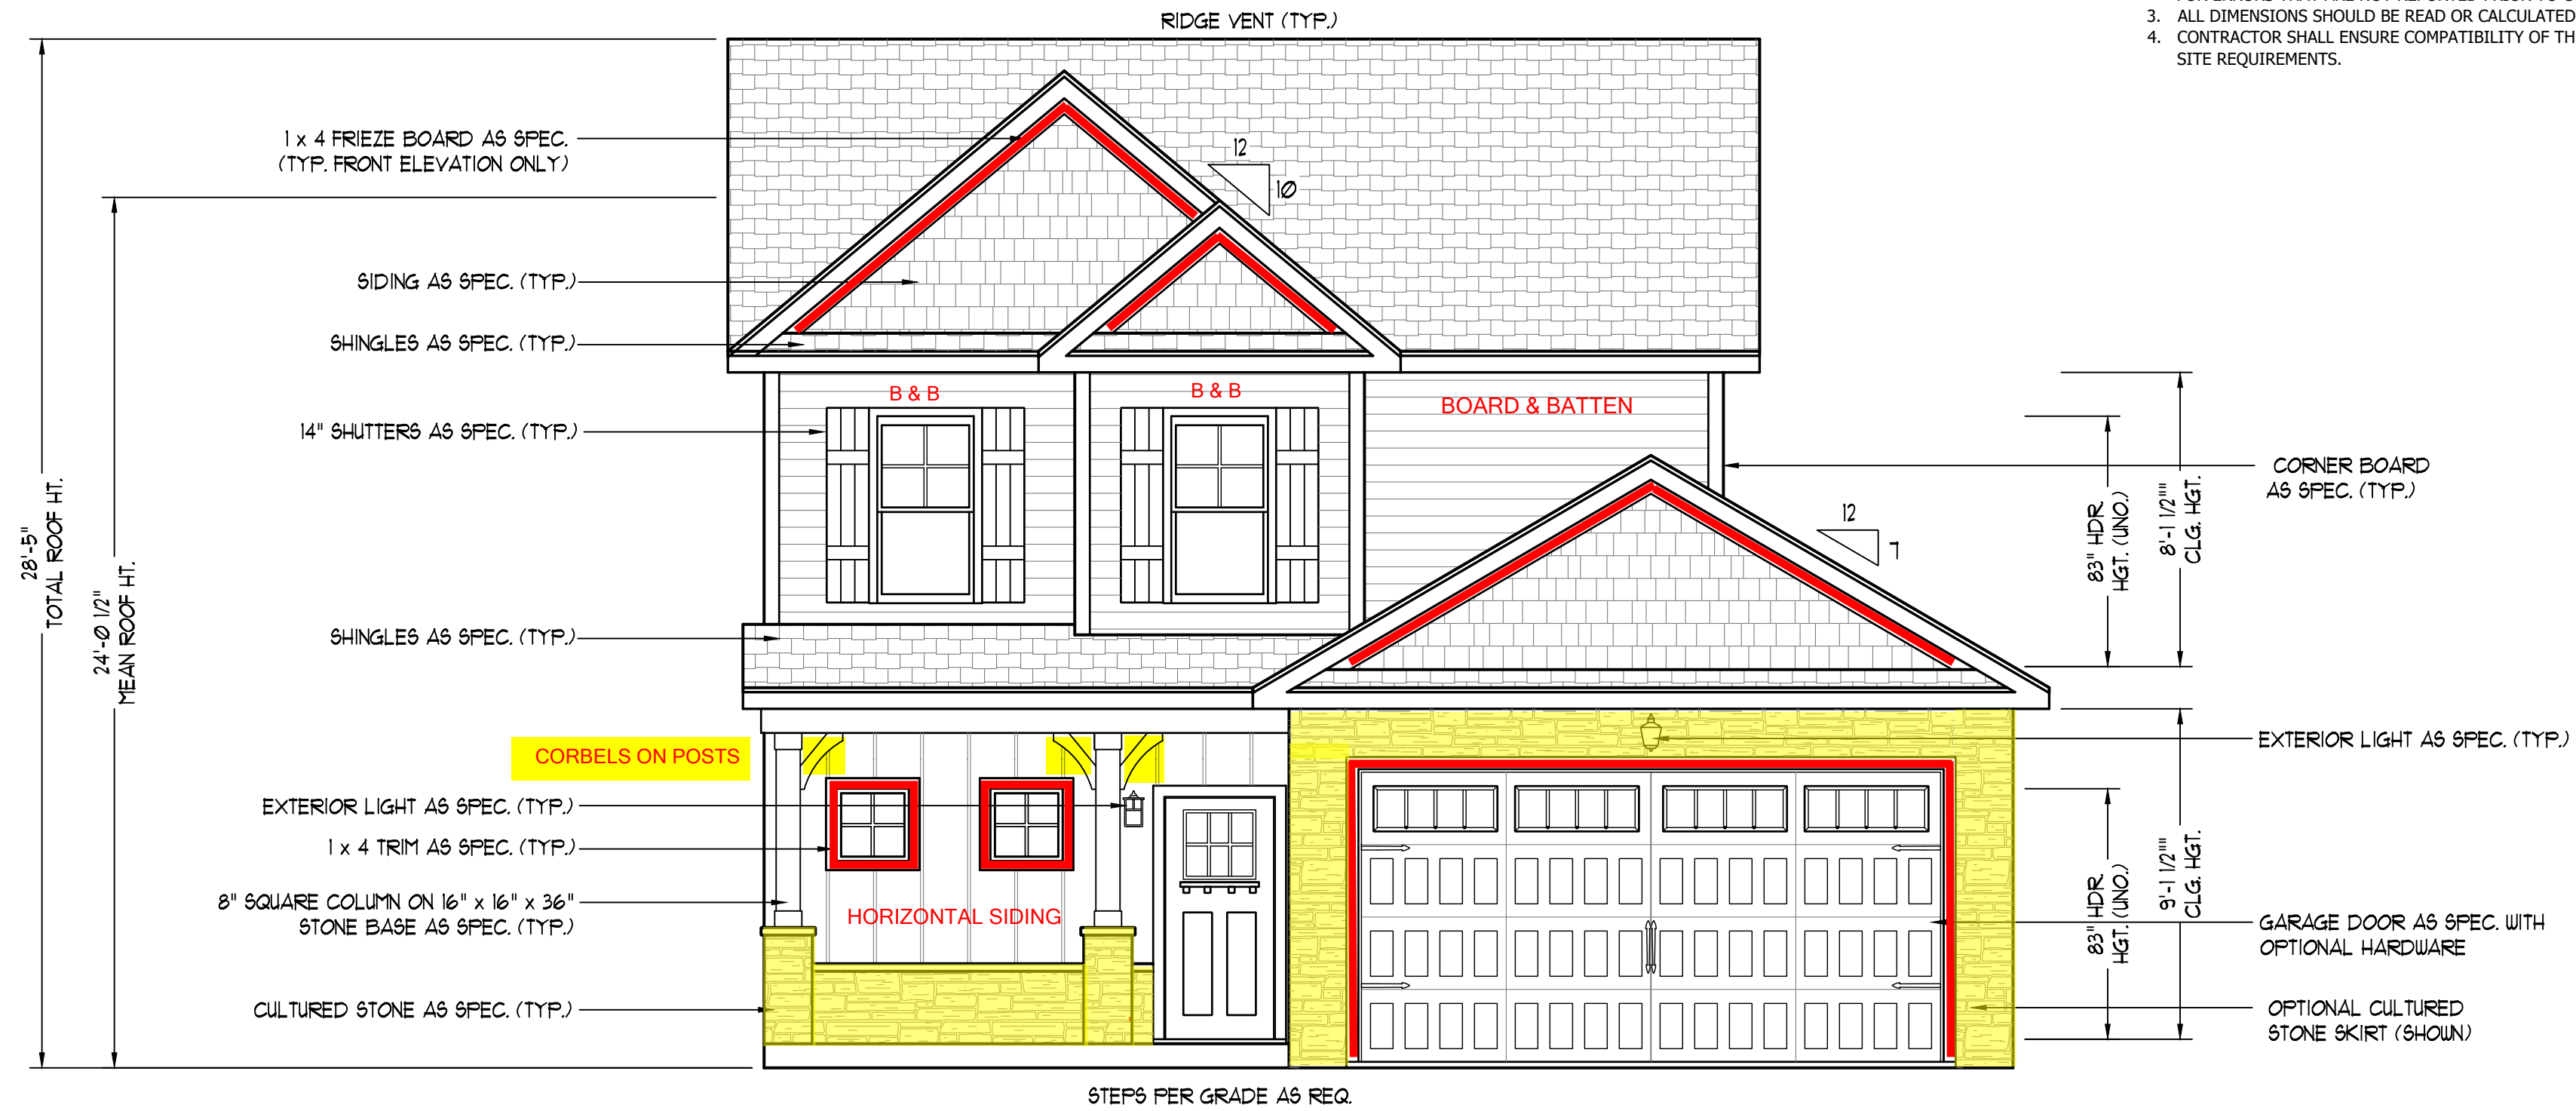 RIDGE VENT (TYP.)
3. ALL DIMENSIONS SHOULD BE READ OR CALCULATED
4. CONTRACTOR SHALL ENSURE COMPATIBILITY OF TH
SITE REQUIREMENTS.
1 x 4 FRIEZE BOARD AS SPEC.
(TYP. FRONT ELEVATION ONLY)
12
10
SIDING AS SPEC. (TYP.)
SHINGLES AS SPEC. (TYP.)
B & B
B & B
BOARD & BATTEN
14" SHUTTERS AS SPEC. (TYP.)
CORNER BOARD
AS SPEC. (TYP.)
12
7
83" HDR.
HGT. (UNO.)
8'-1 1/2""
CLG. HGT.
28'-5"
TOTAL ROOF HT.
24'-0 1/2"
MEAN ROOF HT.
SHINGLES AS SPEC. (TYP.)
CORBELS ON POSTS
EXTERIOR LIGHT AS SPEC. (TYP.)
EXTERIOR LIGHT AS SPEC. (TYP.)
1 x 4 TRIM AS SPEC. (TYP.)
8" SQUARE COLUMN ON 16" x 16" x 36"
STONE BASE AS SPEC. (TYP.)
HORIZONTAL SIDING
83" HDR.
HGT. (UNO.)
9'-1 1/2""
CLG. HGT.
GARAGE DOOR AS SPEC. WITH
OPTIONAL HARDWARE
CULTURED STONE AS SPEC. (TYP.)
OPTIONAL CULTURED
STONE SKIRT (SHOWN)
STEPS PER GRADE AS REQ.